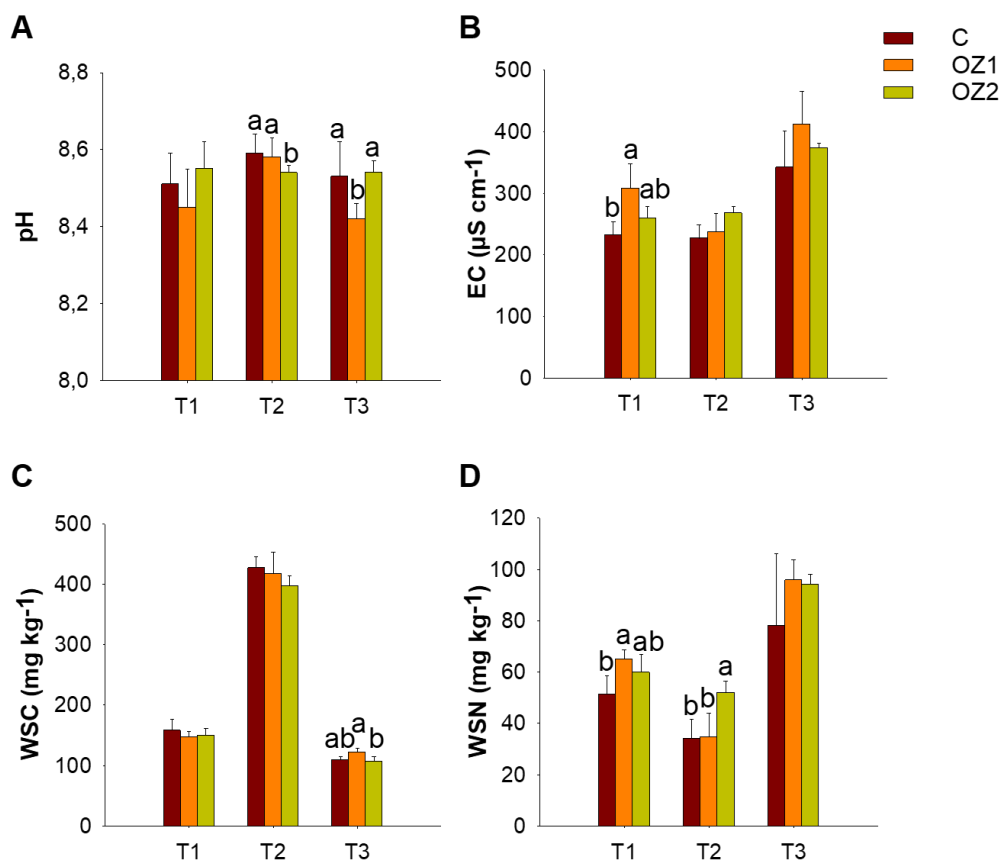 A
pH
8,8
8,6
8,4
8,2
8,0
a a b
a b a
T1 T2 T3
B
C
OZ1
OZ2
EC (µS cm-1)
500
400
300
200
100
0
b a ab
T1 T2 T3
C
WSC (mg kg-1)
500
400
300
200
100
0
ab a b
T1 T2 T3
D
WSN (mg kg-1)
120
100
80
60
40
20
0
b a ab
b b a
T1 T2 T3